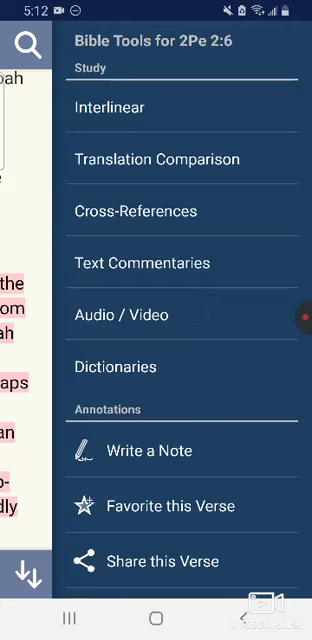 5:12
Bible Tools for 2Pe 2:6
Study
Interlinear
Translation Comparison
Cross-References
Text Commentaries
Audio / Video
Dictionaries
Annotations
Write a Note
Favorite this Verse
Share this Verse
oah
the
om
ah
aps
an
dly